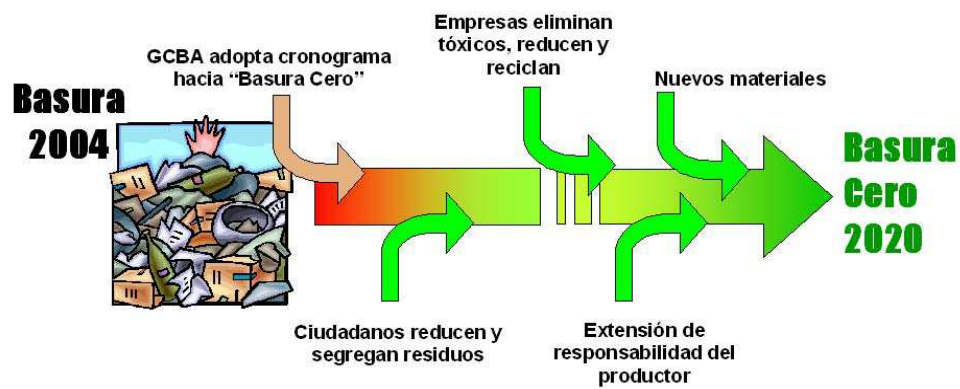 Basura
2004
GCBA adopta cronograma
hacia “Basura Cero”
Empresas eliminan
tóxicos, reducen y
reciclan
Nuevos materiales
Ciudadanos reducen y
segregan residuos
Extensión de
responsabilidad del
productor
Basura
Cero
2020